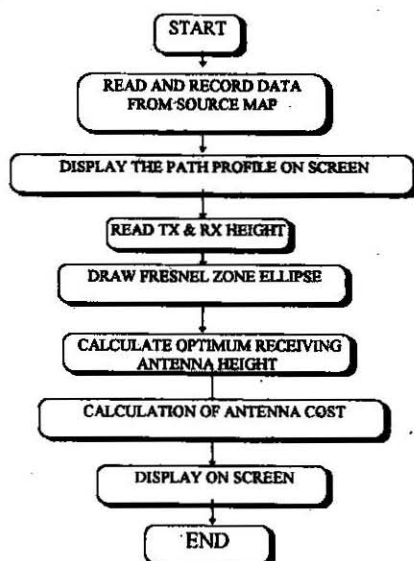 START
READ AND RECORD DATA
FROM SOURCE MAP
DISPLAY THE PATH PROFILE ON SCREEN
READ TX & RX HEIGHT
DRAW FRESNEL ZONE ELLIPSE
CALCULATE OPTIMUM RECEIVING
ANTENNA HEIGHT
CALCULATION OF ANTENNA COST
DISPLAY ON SCREEN
END